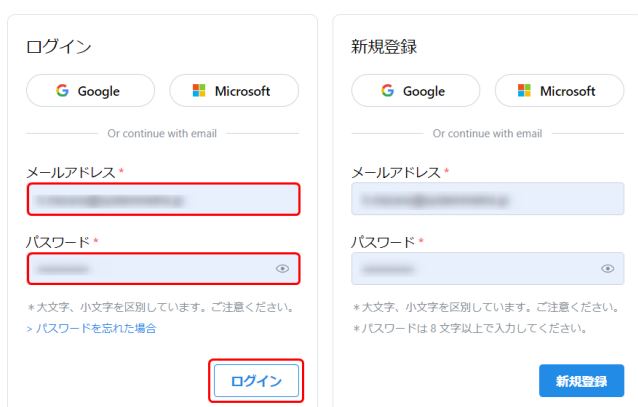 ログイン
Google
Microsoft
Or continue with email
メールアドレス *
パスワード *
*大文字、小文字を区別しています。ご注意ください。
> パスワードを忘れた場合
ログイン
新規登録
Google
Microsoft
Or continue with email
メールアドレス *
パスワード *
*大文字、小文字を区別しています。ご注意ください。
*パスワードは 8 文字以上で入力してください。
新規登録